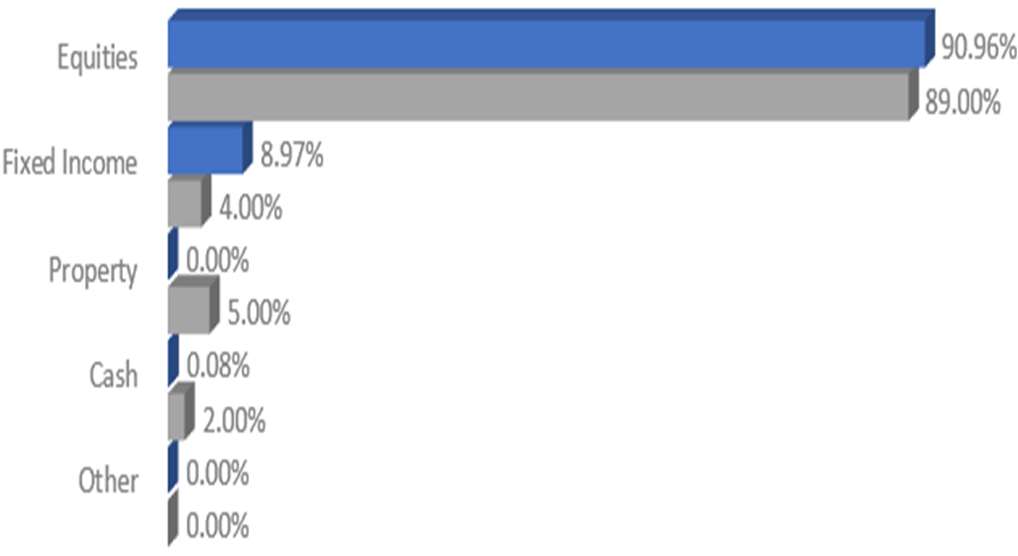 Equities
90.96%
89.00%
Fixed Income
8.97%
4.00%
Property
0.00%
5.00%
Cash
0.08%
2.00%
Other
0.00%
0.00%